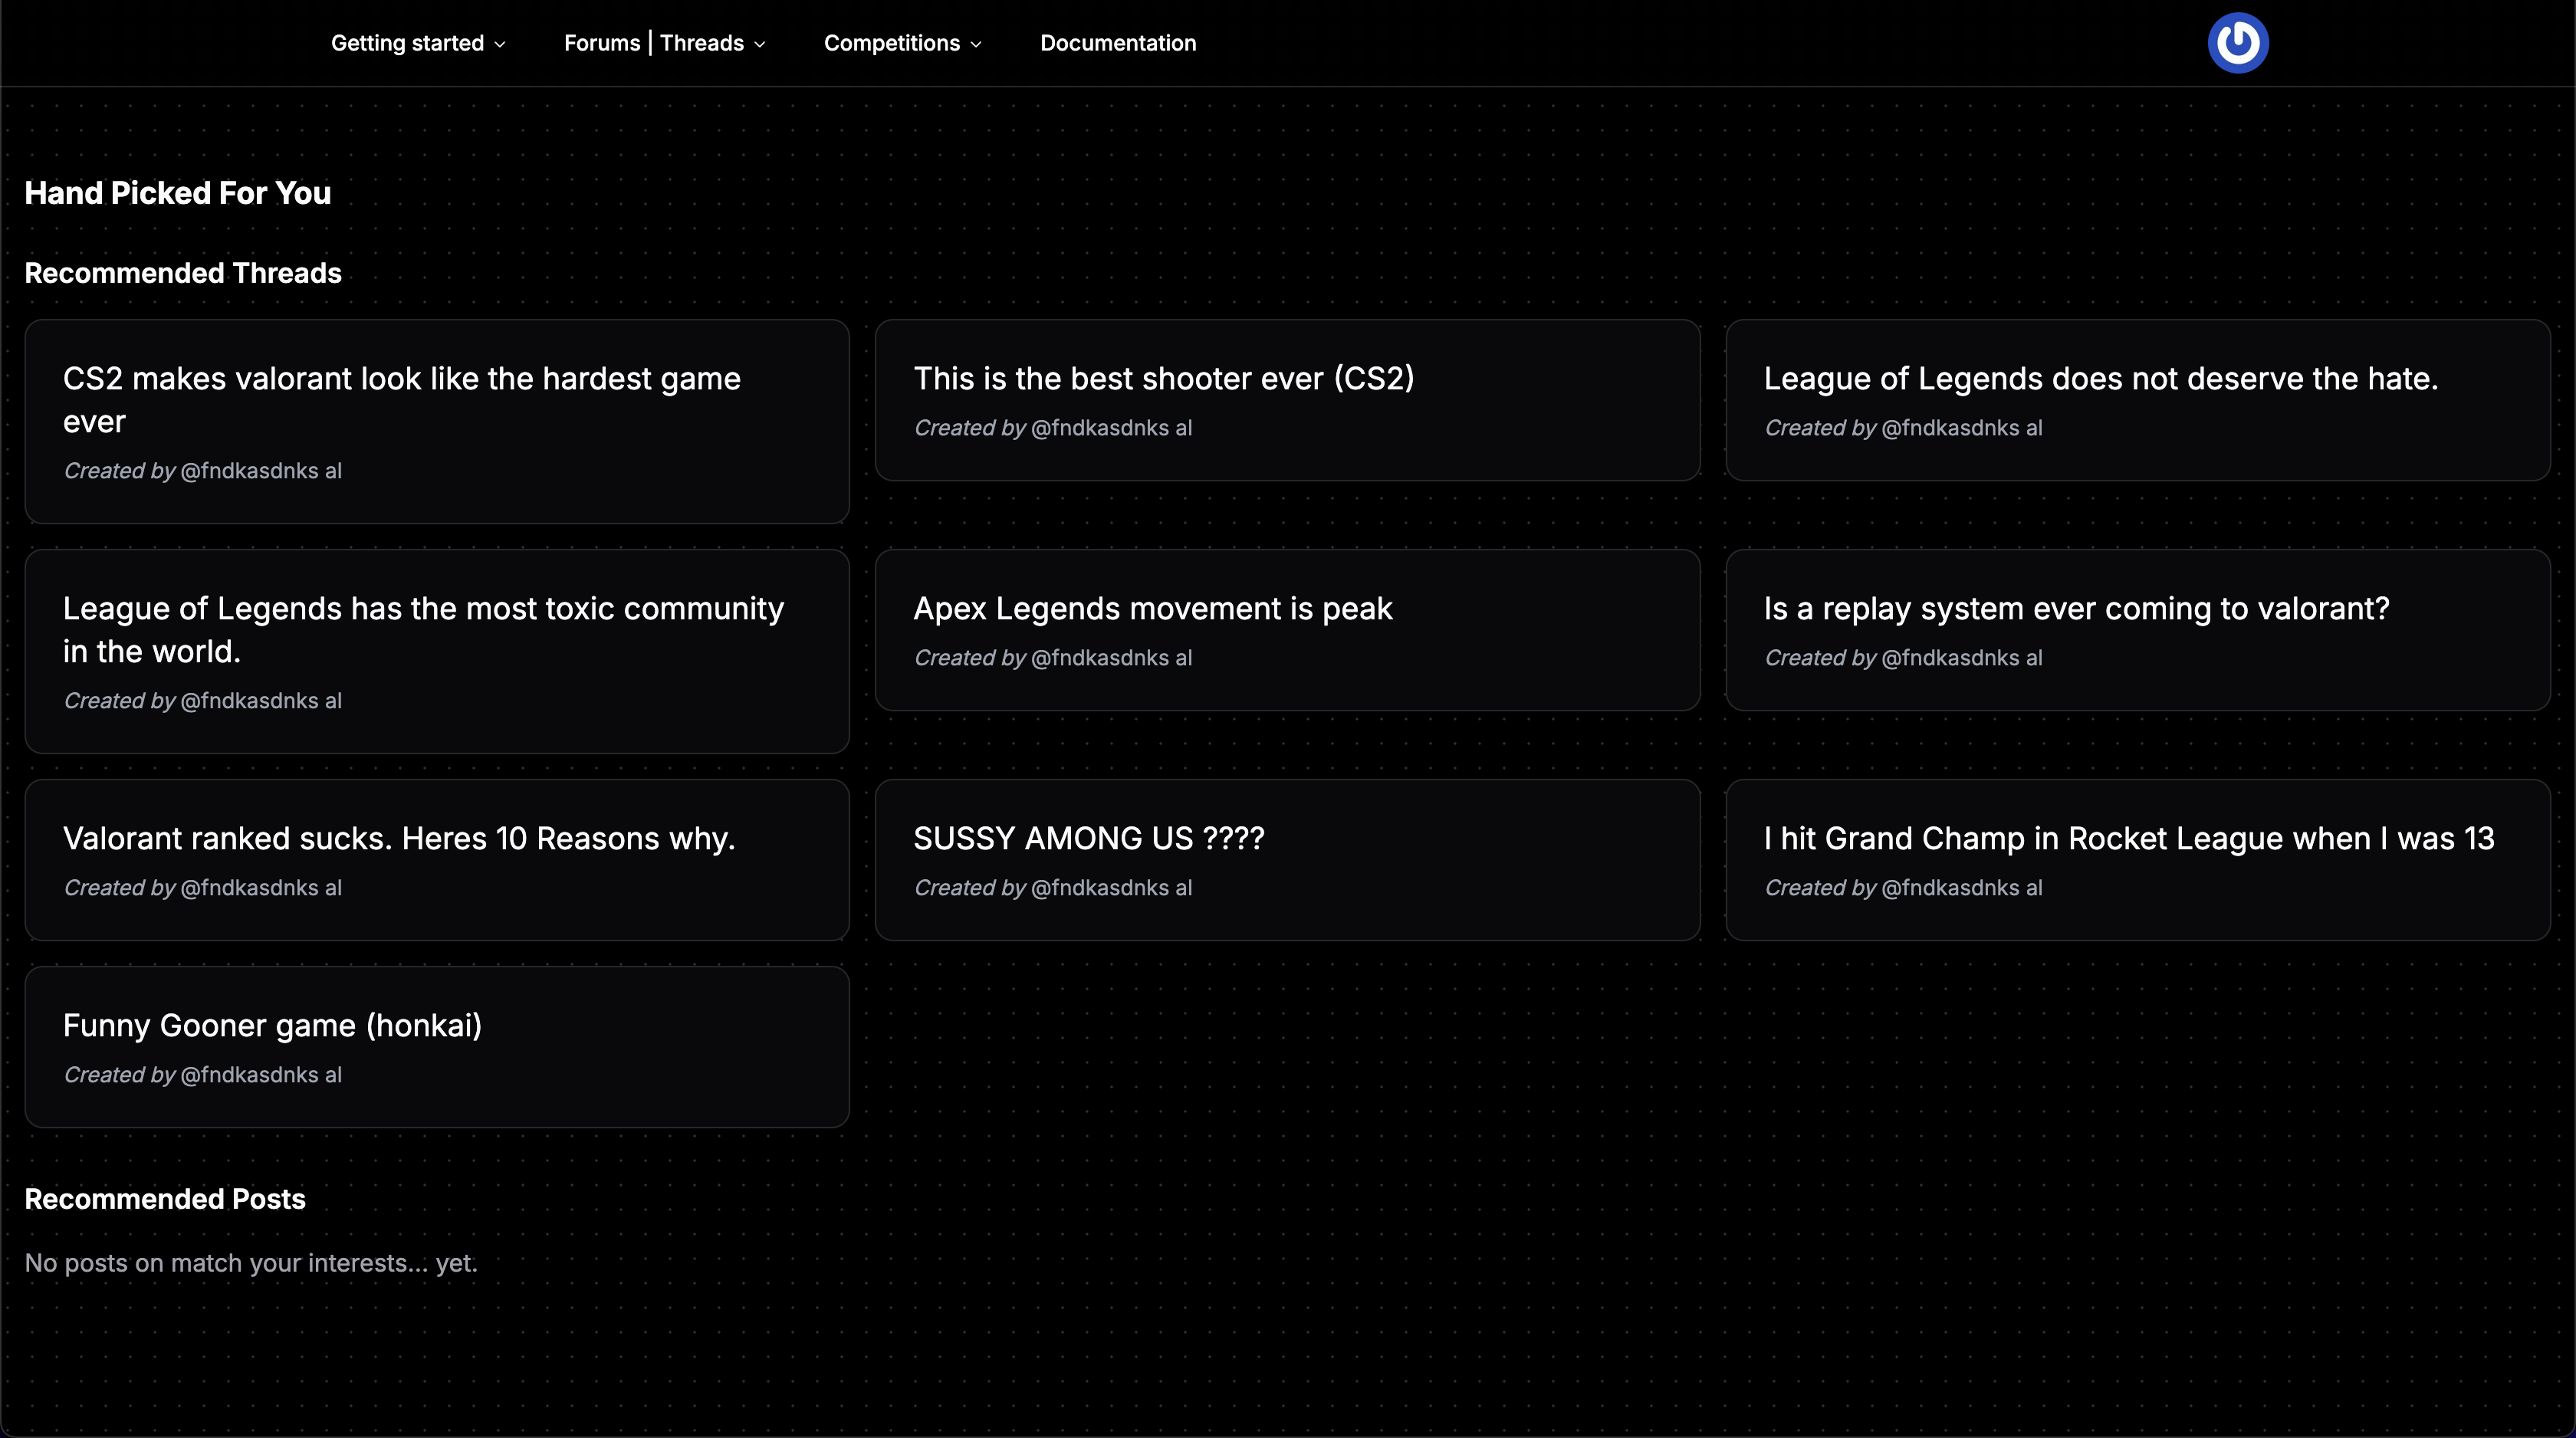 Getting started
Forums | Threads
Competitions
Documentation
Hand Picked For You
Recommended Threads
CS2 makes valorant look like the hardest game
ever
Created by @fndkasdnks al
This is the best shooter ever (CS2)
Created by @fndkasdnks al
League of Legends does not deserve the hate.
Created by @fndkasdnks al
League of Legends has the most toxic community
in the world.
Created by @fndkasdnks al
Apex Legends movement is peak
Created by @fndkasdnks al
Is a replay system ever coming to valorant?
Created by @fndkasdnks al
Valorant ranked sucks. Heres 10 Reasons why.
Created by @fndkasdnks al
SUSSY AMONG US ????
Created by @fndkasdnks al
I hit Grand Champ in Rocket League when I was 13
Created by @fndkasdnks al
Funny Gooner game (honkai)
Created by @fndkasdnks al
Recommended Posts
No posts on match your interests... yet.